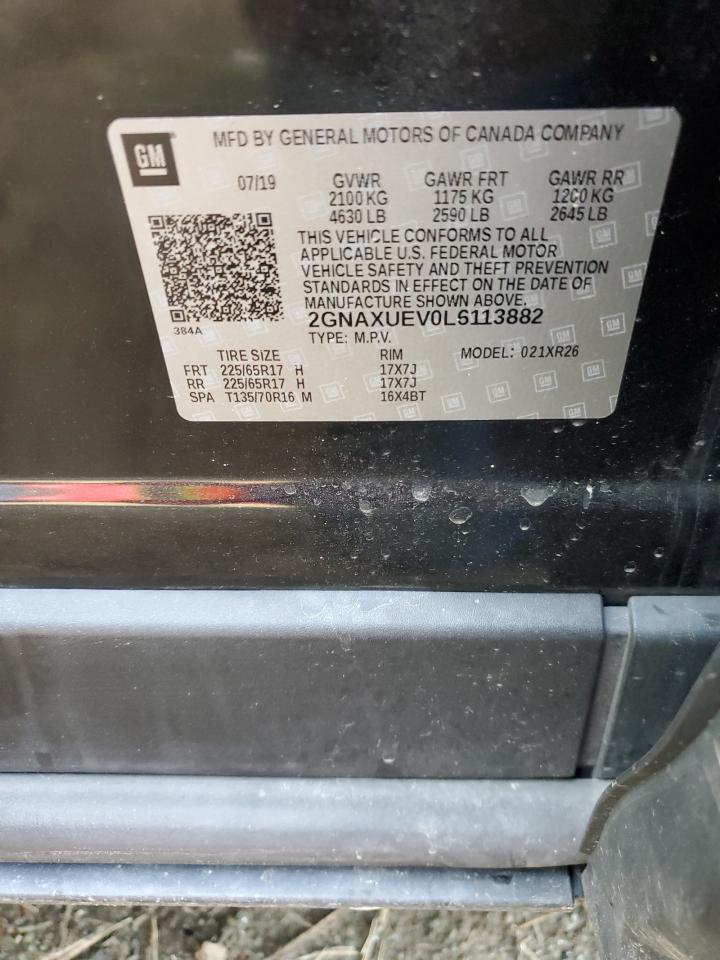 GM
MFD BY GENERAL MOTORS OF CANADA COMPANY
07/19 GVWR GAWR FRT GAWR RR
2100 KG 1175 KG 1200 KG
4630 LB 2590 LB 2645 LB
THIS VEHICLE CONFORMS TO ALL
APPLICABLE U.S. FEDERAL MOTOR
VEHICLE SAFETY AND THEFT PREVENTION
STANDARDS IN EFFECT ON THE DATE OF
MANUFACTURE SHOWN ABOVE.
384A 2GNAXUEV0L6113882
TYPE: M.P.V.
TIRE SIZE RIM MODEL: 021XR26
FRT 225/65R17 H 17X7J
RR 225/65R17 H 17X7J
SPA T135/70R16 M 16X4BT